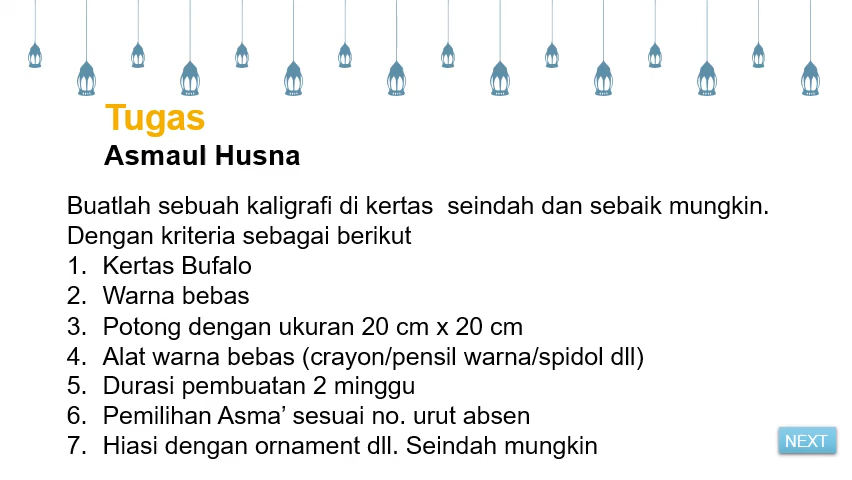 Tugas
Asmaul Husna
Buatlah sebuah kaligrafi di kertas  seindah dan sebaik mungkin.
Dengan kriteria sebagai berikut
1. Kertas Bufalo
2. Warna bebas
3. Potong dengan ukuran 20 cm x 20 cm
4. Alat warna bebas (crayon/pensil warna/spidol dll)
5. Durasi pembuatan 2 minggu
6. Pemilihan Asma’ sesuai no. urut absen
7. Hiasi dengan ornament dll. Seindah mungkin
NEXT